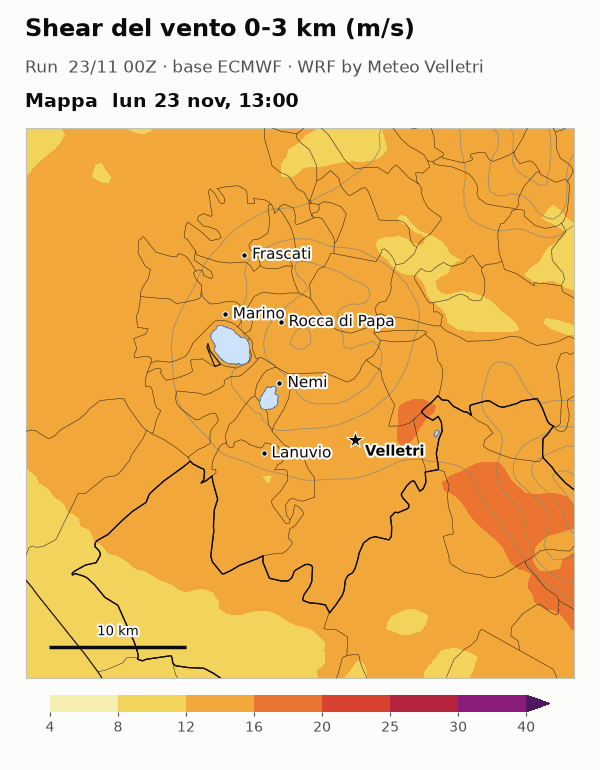 Shear del vento 0-3 km (m/s)
Run  23/11 00Z · base ECMWF · WRF by Meteo Velletri
Mappa  lun 23 nov, 13:00
Frascati
Marino
Rocca di Papa
Nemi
Velletri
Lanuvio
10 km
4 8 12 16 20 25 30 40